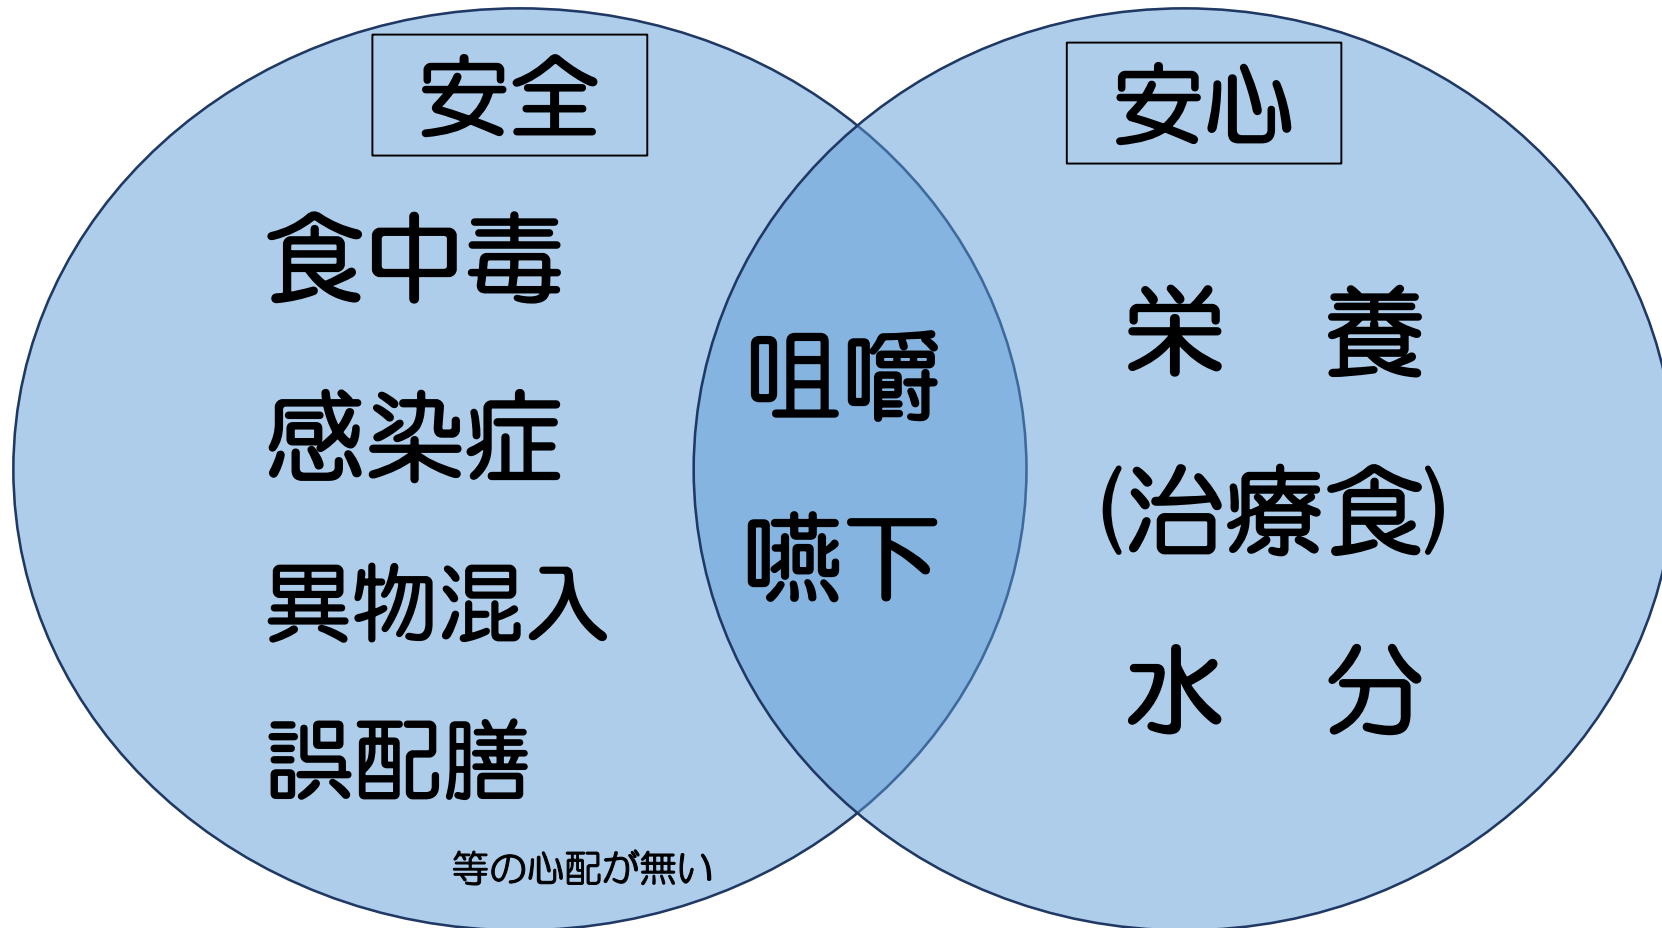 安全
食中毒
感染症
異物混入
誤配膳
等の心配が無い
咀嚼
嚥下
安心
栄　養
（治療食）
水　分